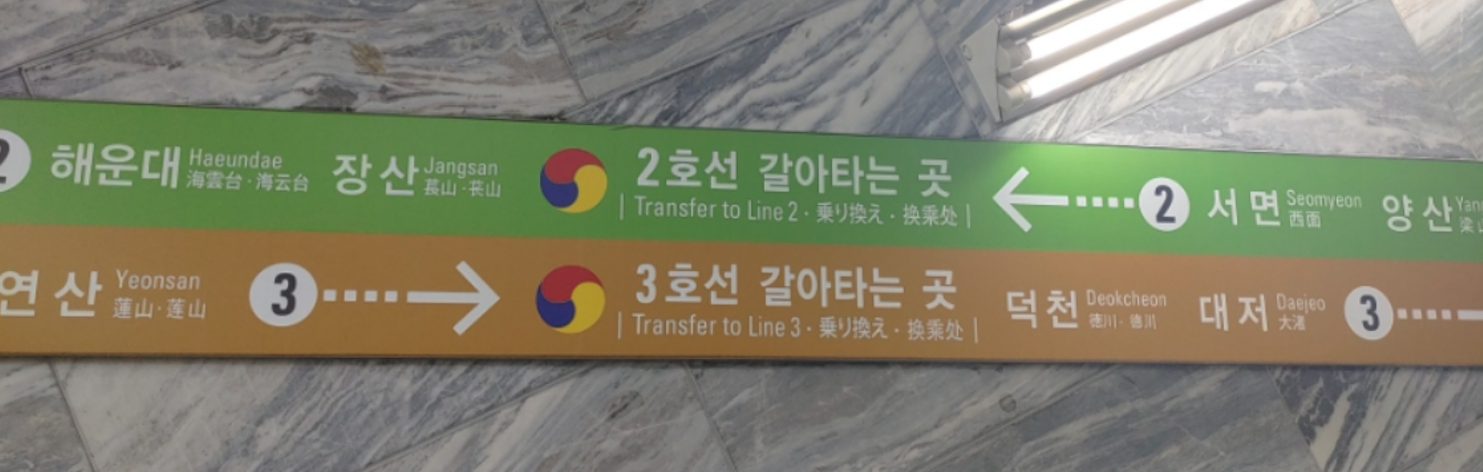 2 해운대 Haeundae 海雲台·海云台 장산 Jangsan 萇山·苌山
2호선 갈아타는 곳
| Transfer to Line 2·乗り換え·换乘处 |
2 서면 Seomyeon 西面 양산
연산 Yeonsan 蓮山·莲山 3
3호선 갈아타는 곳
| Transfer to Line 3·乗り換え·换乘处 |
덕천 Deokcheon 대저 Daejeo 大渚 3